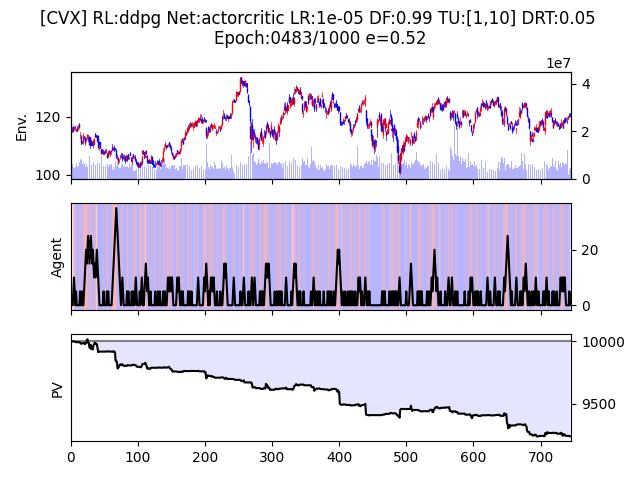 [CVX] RL:ddpg Net:actorcritic LR:1e-05 DF:0.99 TU:[1,10] DRT:0.05
Epoch:0483/1000 e=0.52
1e7
Env.
120
100
4
2
0
Agent
20
0
PV
10000
9500
0 100 200 300 400 500 600 700